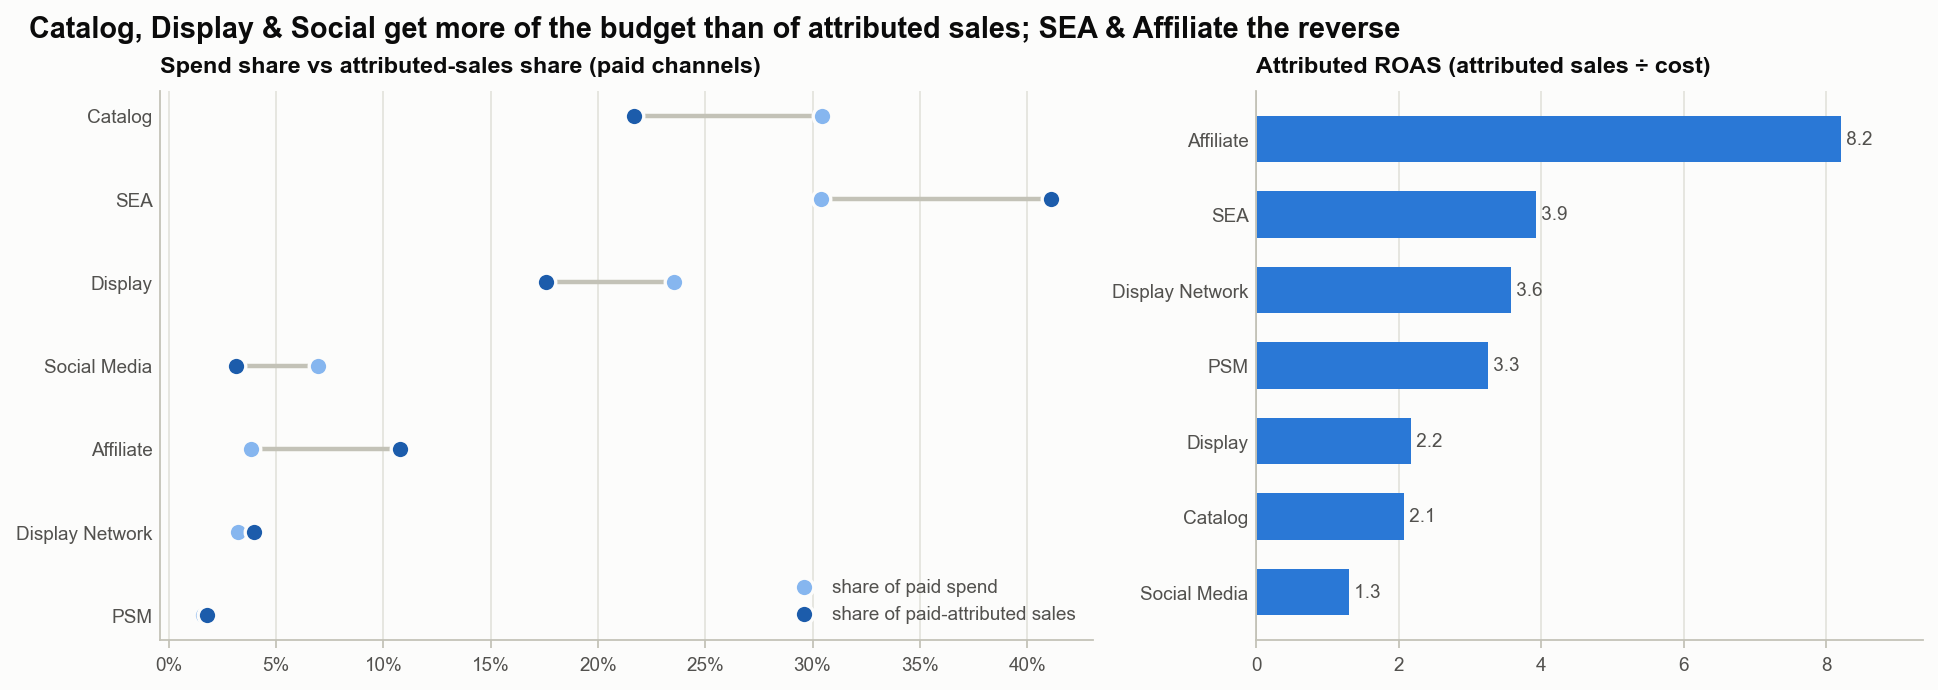 Catalog, Display & Social get more of the budget than of attributed sales; SEA & Affiliate the reverse
Spend share vs attributed-sales share (paid channels)
Catalog
SEA
Display
Social Media
Affiliate
Display Network
PSM
share of paid spend
share of paid-attributed sales
0% 5% 10% 15% 20% 25% 30% 35% 40%
Attributed ROAS (attributed sales ÷ cost)
Affiliate 8.2
SEA 3.9
Display Network 3.6
PSM 3.3
Display 2.2
Catalog 2.1
Social Media 1.3
0 2 4 6 8